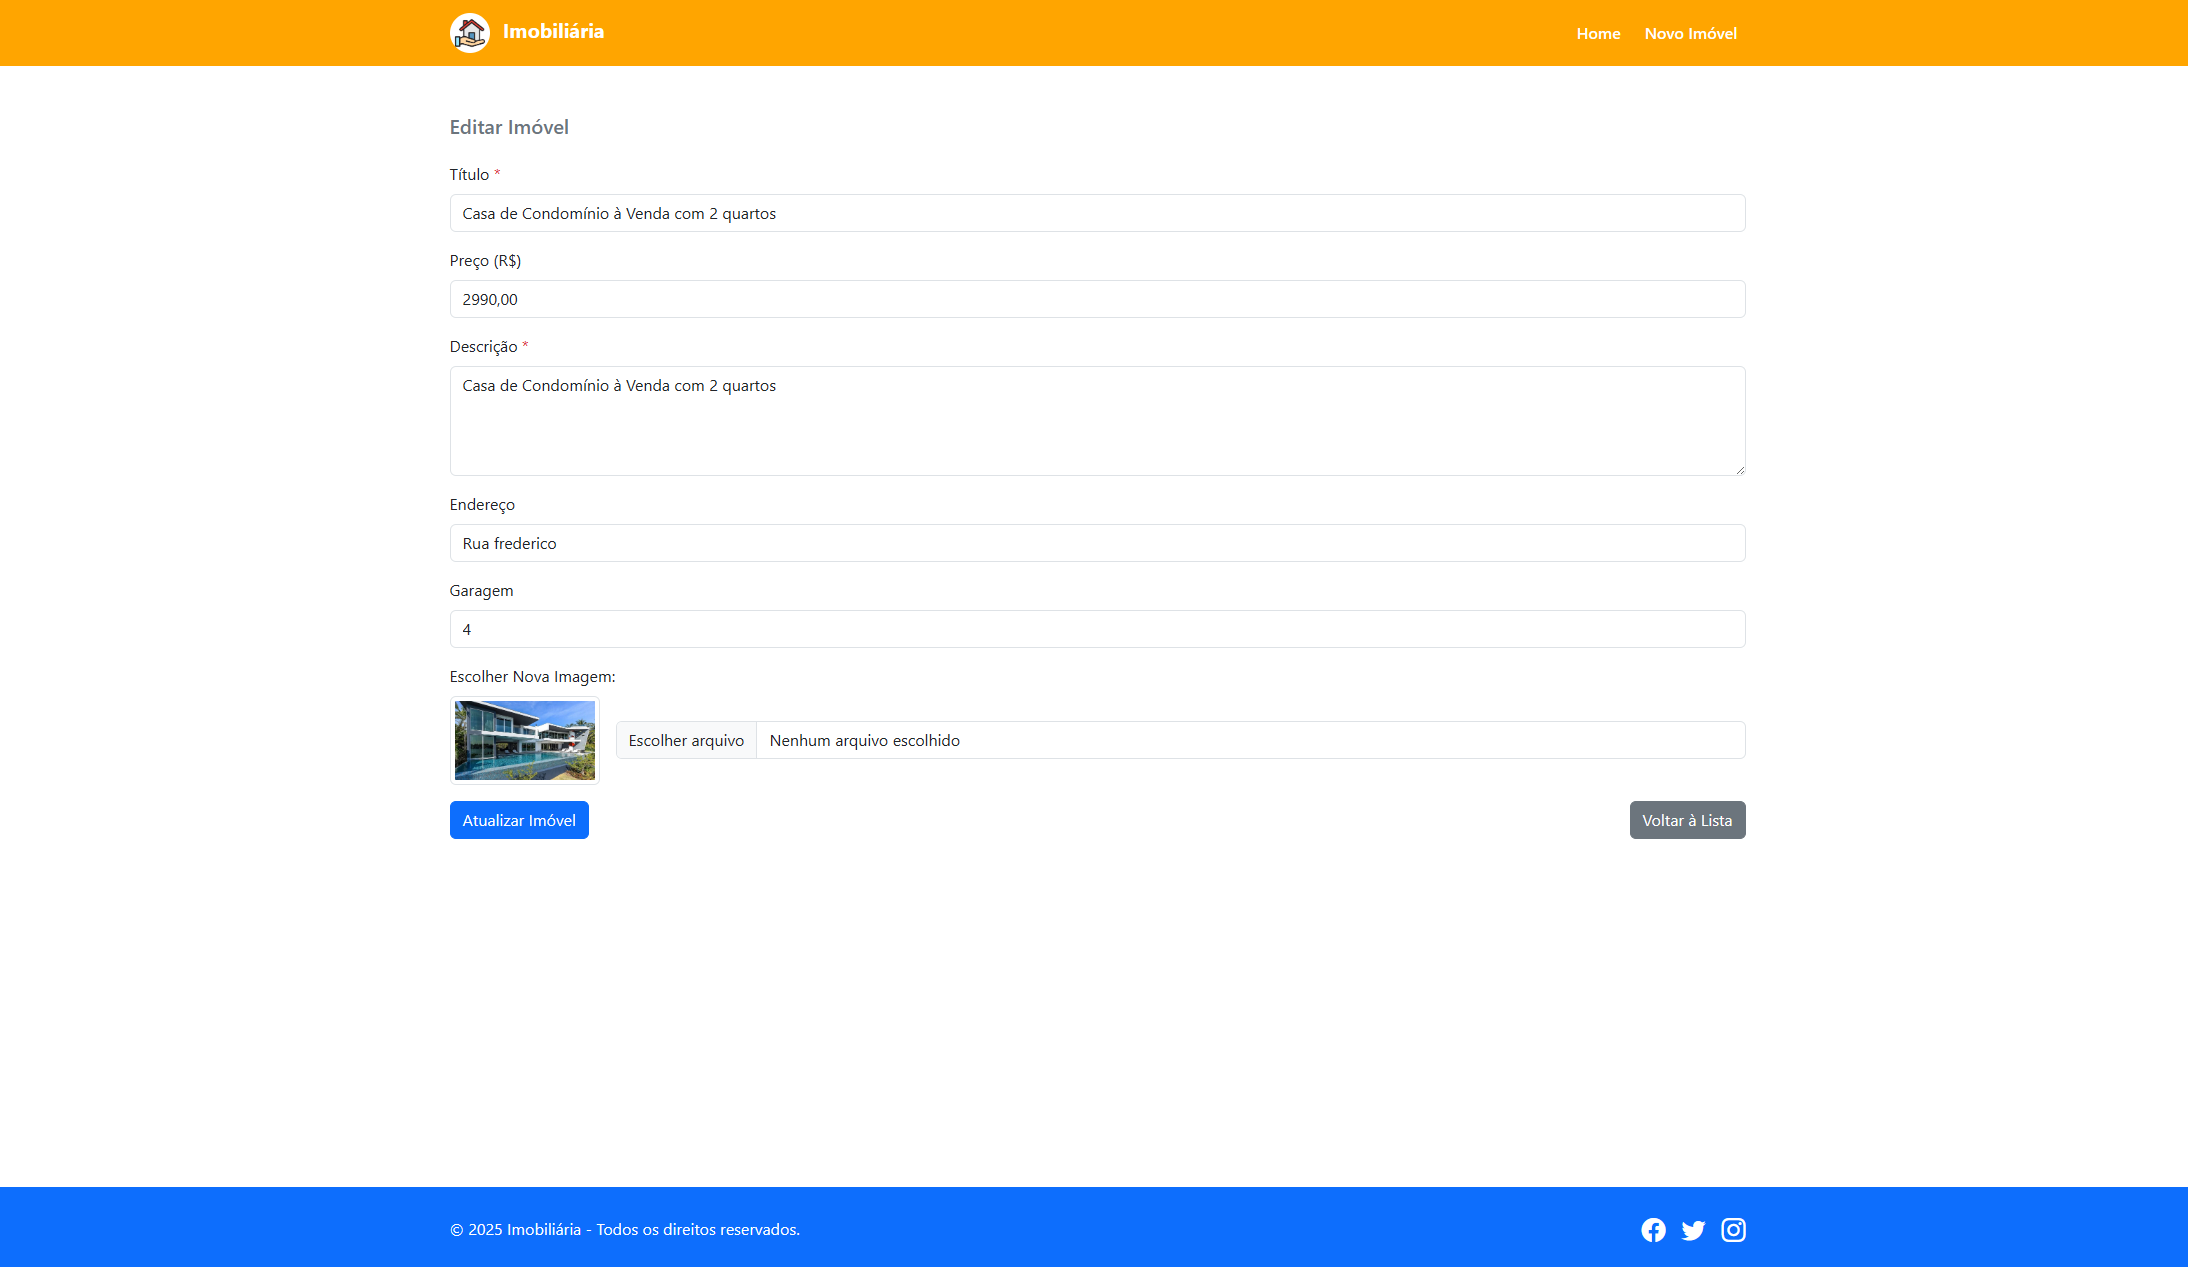 Imobiliária
Home Novo Imóvel
Editar Imóvel
Título *
Casa de Condomínio à Venda com 2 quartos
Preço (R$)
2990,00
Descrição *
Casa de Condomínio à Venda com 2 quartos
Endereço
Rua frederico
Garagem
4
Escolher Nova Imagem:
Escolher arquivo Nenhum arquivo escolhido
Atualizar Imóvel Voltar à Lista
© 2025 Imobiliária - Todos os direitos reservados.